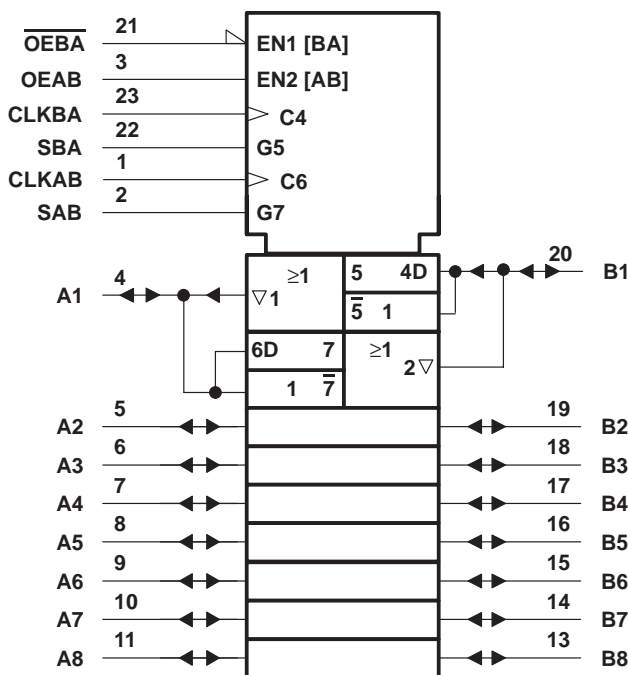 21
O̅E̅B̅A̅ EN1 [BA]
3
OEAB EN2 [AB]
23
CLKBA C4
22
SBA G5
1
CLKAB C6
2
SAB G7
4 ≥1 5 4D 20
A1 ▽1 5̅ 1 B1
6D 7 ≥1
2▽
1 7̅
5 19
A2 B2
6 18
A3 B3
7 17
A4 B4
8 16
A5 B5
9 15
A6 B6
10 14
A7 B7
11 13
A8 B8